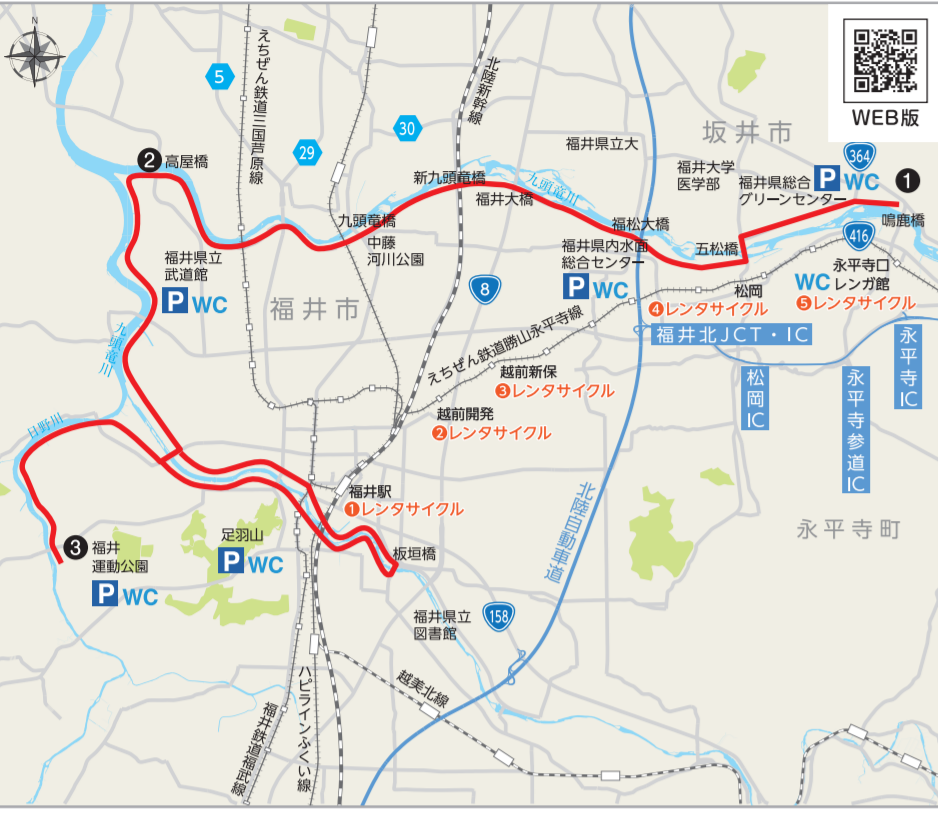 N
WEB版
5
えちぜん鉄道三国芦原線
29
30
北陸新幹線
福井県立大
坂井市
福井大学
医学部
364
福井県総合
グリーンセンター
P WC
1
鳴鹿橋
2
高屋橋
新九頭竜橋
九頭竜川
福井大橋
九頭竜橋
中藤
河川公園
福松大橋
福井県内水面
総合センター
P WC
五松橋
416
永平寺口
WC レンガ館
5レンタサイクル
松岡
4レンタサイクル
福井県立
武道館
P WC
福井市
8
えちぜん鉄道勝山永平寺線
福井北JCT・IC
永平寺IC
松岡IC
永平寺参道IC
越前新保
3レンタサイクル
越前開発
2レンタサイクル
九頭竜川
日野川
福井駅
1レンタサイクル
北陸自動車道
永平寺町
足羽山
P WC
3
福井
運動公園
P WC
板垣橋
福井県立
図書館
158
越美北線
ハピラインふくい線
福井鉄道福武線